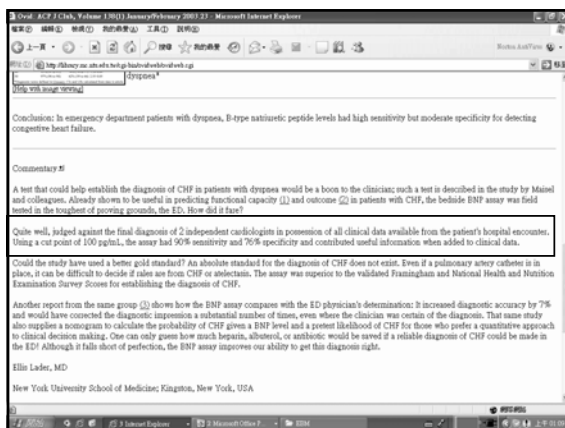 Ovid: ACP J Club, Volume 138(1) January/February 2003.23 - Microsoft Internet Explorer
dyspnea*
[Help with image viewing]
Conclusion: In emergency department patients with dyspnea, B-type natriuretic peptide levels had high sensitivity but moderate specificity for detecting
congestive heart failure.
Commentary
A test that could help establish the diagnosis of CHF in patients with dyspnea would be a boon to the clinician; such a test is described in the study by Maisel
and colleagues. Already shown to be useful in predicting functional capacity (1) and outcome (2) in patients with CHF, the bedside BNP assay was field
tested in the toughest of proving grounds, the ED. How did it fare?
Quite well, judged against the final diagnosis of 2 independent cardiologists in possession of all clinical data available from the patient's hospital encounter.
Using a cut point of 100 pg/mL, the assay had 90% sensitivity and 76% specificity and contributed useful information when added to clinical data.
Could the study have used a better gold standard? An absolute standard for the diagnosis of CHF does not exist. Even if a pulmonary artery catheter is in
place, it can be difficult to decide if rales are from CHF or atelectasis. The assay was superior to the validated Framingham and National Health and Nutrition
Examination Survey Scores for establishing the diagnosis of CHF.
Another report from the same group (3) shows how the BNP assay compares with the ED physician's determination: It increased diagnostic accuracy by 7%
and would have corrected the diagnostic impression a substantial number of times, even where the clinician was certain of the diagnosis. That same study
also supplies a nomogram to calculate the probability of CHF given a BNP level and a pretest likelihood of CHF for those who prefer a quantitative approach
to clinical decision making. One can only guess how much heparin, albuterol, or antibiotic would be saved if a reliable diagnosis of CHF could be made in
the ED! Although it falls short of perfection, the BNP assay improves our ability to get this diagnosis right.
Ellis Lader, MD
New York University School of Medicine; Kingston, New York, USA
3 Internet Explorer
2 Microsoft Office P...
EBM